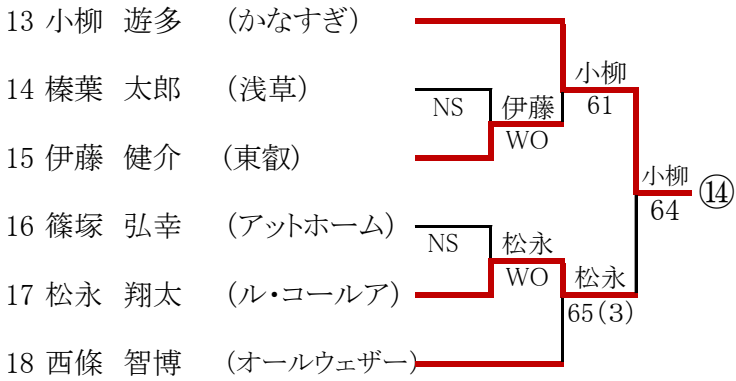 13 小柳 遊多 (かなすぎ)
小柳
14 榛葉 太郎 (浅草)
NS
伊藤
61
WO
15 伊藤 健介 (東叡)
小柳
⑭
64
16 篠塚 弘幸 (アットホーム)
NS
松永
WO
松永
17 松永 翔太 (ル・コールア)
65(3)
18 西條 智博 (オールウェザー)